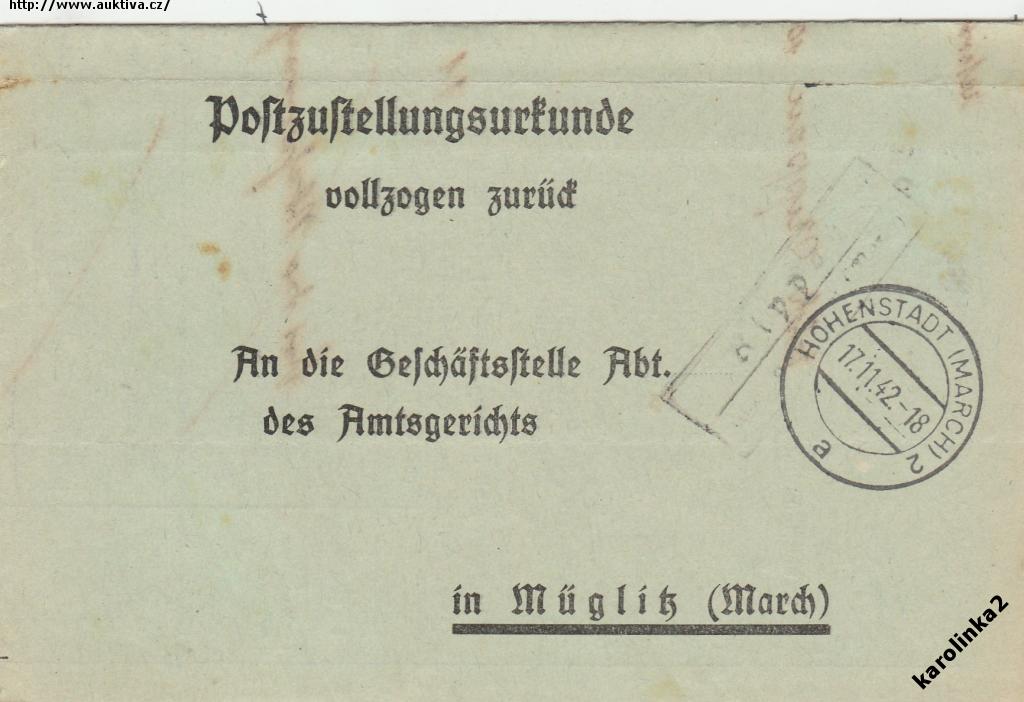 http://www.auktiva.cz/
Postzustellungsurkunde
vollzogen zurück
An die Geschäftsstelle Abt.
des Amtsgerichts
HOHENSTADT (MARCH) 2
17.11.42.-18
a
in Müglitz (March)
karolinka2